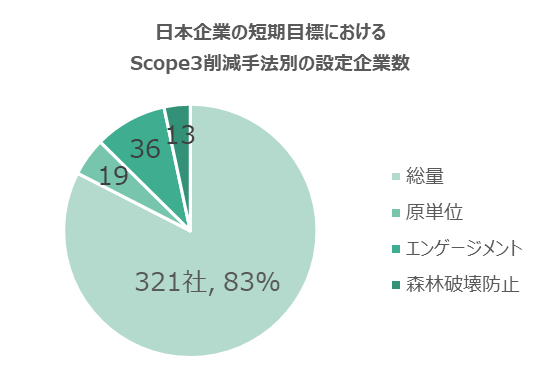 日本企業の短期目標における
Scope3削減手法別の設定企業数
13
36
19
321社, 83%
総量
原単位
エンゲージメント
森林破壊防止